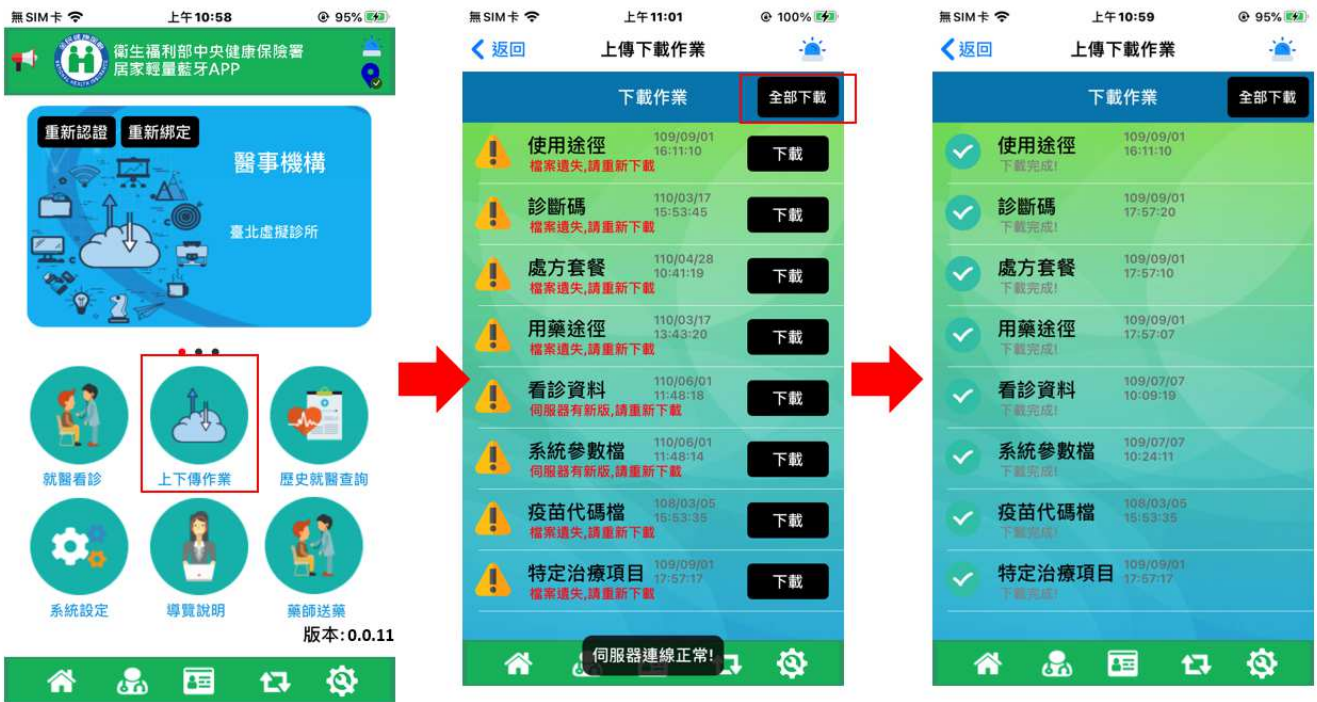 無SIM卡 上午10:58 95%
衛生福利部中央健康保險署
居家輕量藍牙APP
重新認證 重新綁定
醫事機構
臺北虛擬診所
就醫看診 上下傳作業 歷史就醫查詢
系統設定 導覽說明 藥師送藥
版本:0.0.11
無SIM卡 上午11:01 100%
返回 上傳下載作業
下載作業 全部下載
使用途徑 109/09/01
16:11:10
檔案遺失,請重新下載
下載
診斷碼 110/03/17
15:53:45
檔案遺失,請重新下載
下載
處方套餐 110/04/28
10:41:19
檔案遺失,請重新下載
下載
用藥途徑 110/03/17
13:43:20
檔案遺失,請重新下載
下載
看診資料 110/06/01
11:48:18
伺服器有新版,請重新下載
下載
系統參數檔 110/06/01
11:48:14
伺服器有新版,請重新下載
下載
疫苗代碼檔 108/03/05
15:53:35
檔案遺失,請重新下載
下載
特定治療項目 109/09/01
17:57:17
檔案遺失,請重新下載
下載
伺服器連線正常!
無SIM卡 上午10:59 95%
返回 上傳下載作業
下載作業 全部下載
使用途徑 109/09/01
16:11:10
下載完成!
診斷碼 109/09/01
17:57:20
下載完成!
處方套餐 109/09/01
17:57:10
下載完成!
用藥途徑 109/09/01
17:57:07
下載完成!
看診資料 109/07/07
10:09:19
下載完成!
系統參數檔 109/07/07
10:24:11
下載完成!
疫苗代碼檔 108/03/05
15:53:35
下載完成!
特定治療項目 109/09/01
17:57:17
下載完成!